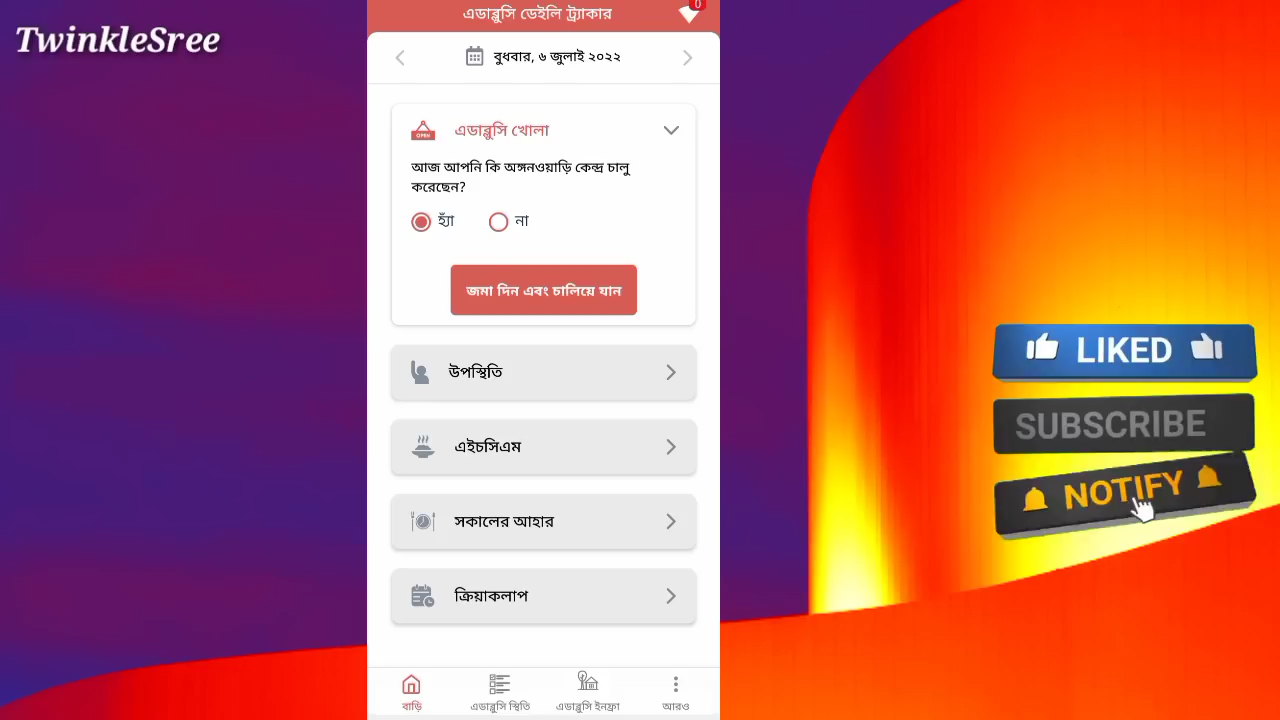 TwinkleSree
এডাব্লুসি ডেইলি ট্র্যাকার
0
বুধবার, ৬ জুলাই ২০২২
OPEN
এডাব্লুসি খোলা
আজ আপনি কি অঙ্গনওয়াড়ি কেন্দ্র চালু
করেছেন?
হ্যাঁ না
জমা দিন এবং চালিয়ে যান
উপস্থিতি
এইচসিএম
সকালের আহার
ক্রিয়াকলাপ
বাড়ি এডাব্লুসি স্থিতি এডাব্লুসি ইনফ্রা আরও
LIKED
SUBSCRIBE
NOTIFY